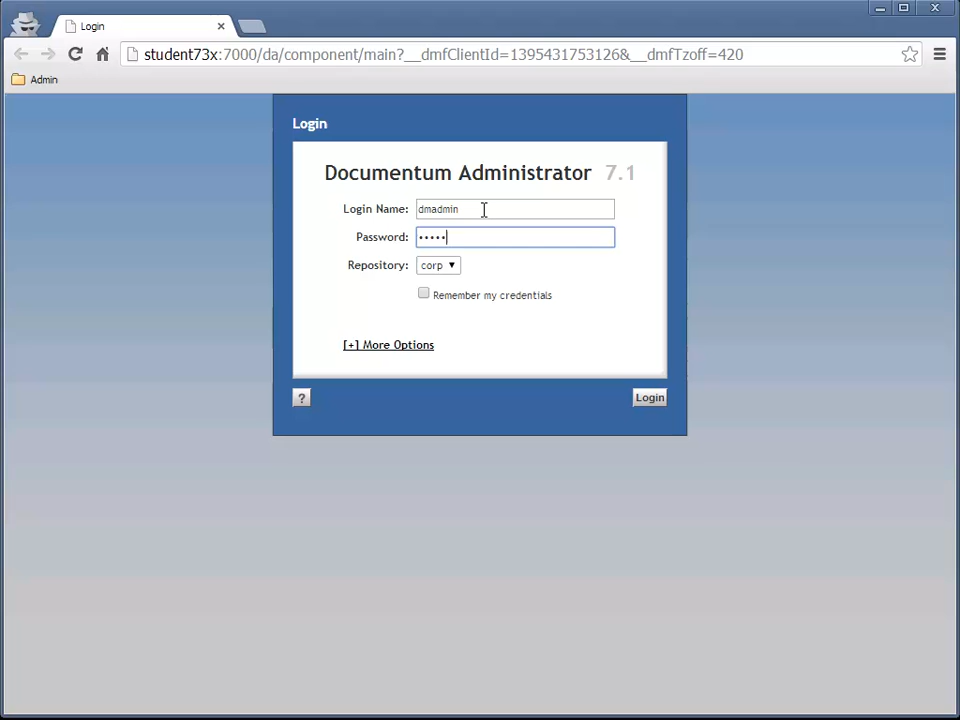 Login
student73x:7000/da/component/main?__dmfClientId=1395431753126&__dmfTzoff=420
Admin
Login
Documentum Administrator 7.1
Login Name: dmadmin
Password: •••••
Repository: corp
Remember my credentials
[+] More Options
? Login